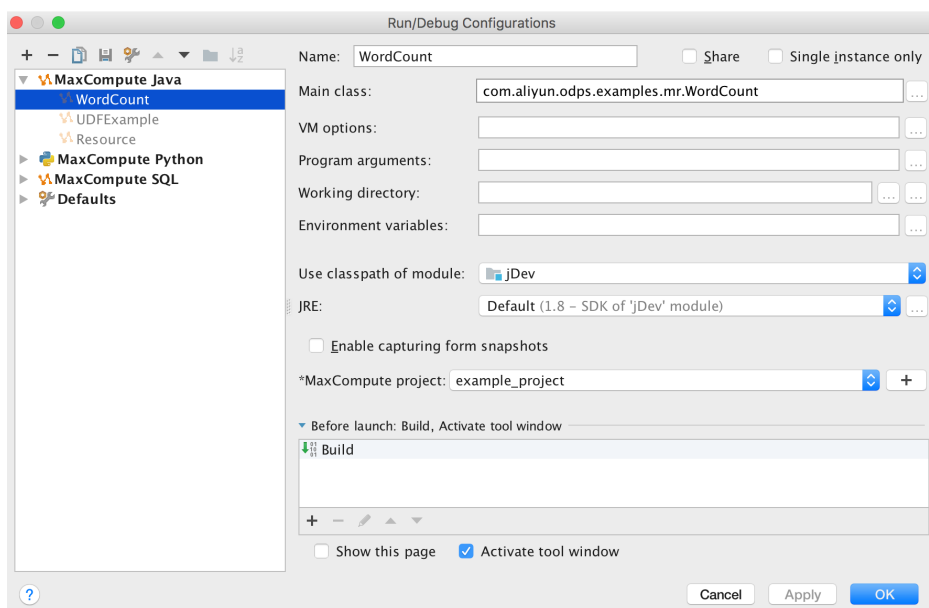 Run/Debug Configurations
Name: WordCount Share Single instance only
MaxCompute Java
WordCount
UDFExample
Resource
MaxCompute Python
MaxCompute SQL
Defaults
Main class: com.aliyun.odps.examples.mr.WordCount ...
VM options: ...
Program arguments: ...
Working directory: ... ...
Environment variables: ...
Use classpath of module: jDev
JRE: Default (1.8 – SDK of 'jDev' module) ...
Enable capturing form snapshots
*MaxCompute project: example_project +
Before launch: Build, Activate tool window
Build
Show this page Activate tool window
? Cancel Apply OK